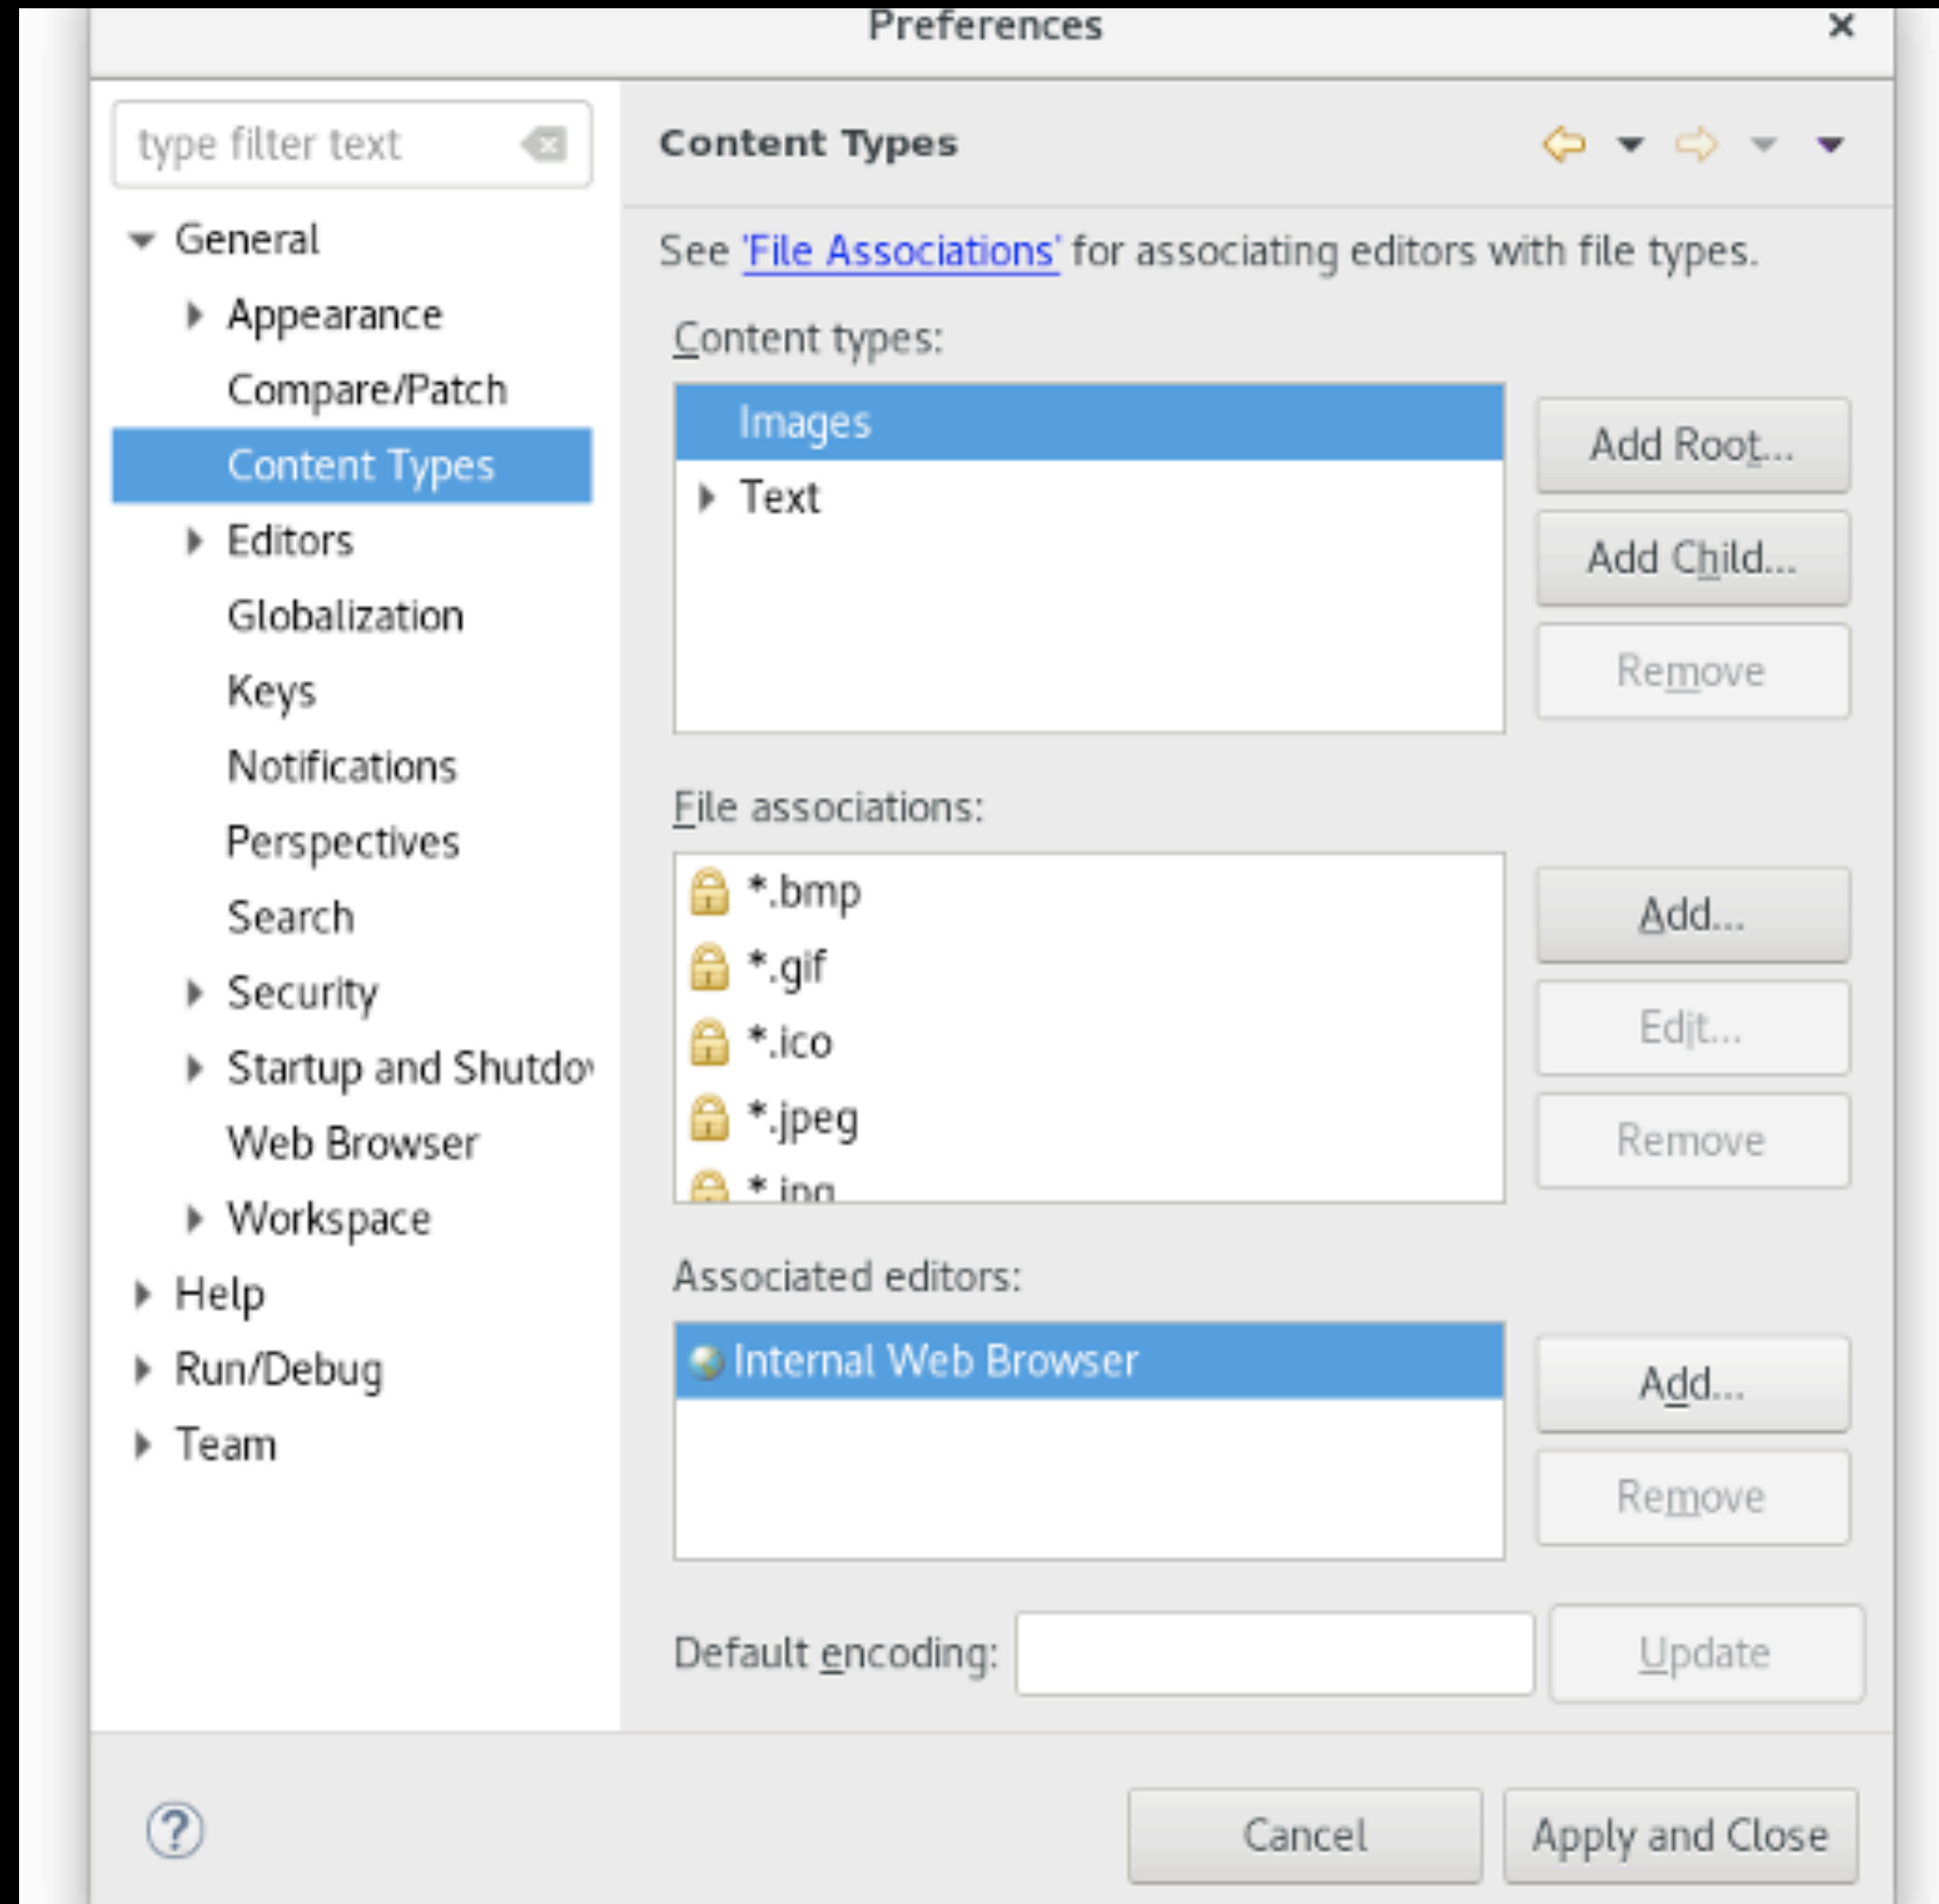 Preferences
type filter text
General
Appearance
Compare/Patch
Content Types
Editors
Globalization
Keys
Notifications
Perspectives
Search
Security
Startup and
Web Browser
Workspace
Help
Run/Debug
Team
Content Types
See 'File Associations' for associating editors with file types.
Content types:
Images
Text
Add Root...
Add Child...
Remove
File associations:
*.bmp
*.gif
*.ico
*.jpeg
*.jpg
Add...
Edit...
Remove
Associated editors:
Internal Web Browser
Add...
Remove
Default encoding:
Update
Cancel
Apply and Close